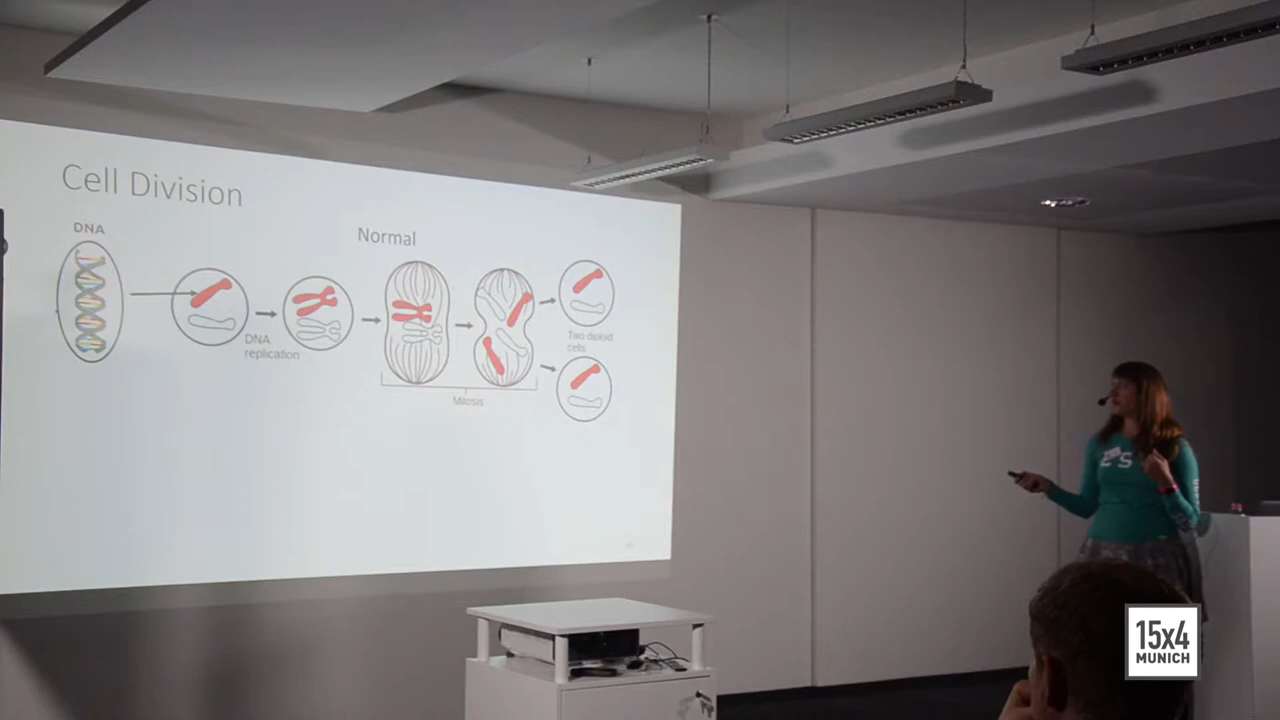 Cell Division
DNA
Normal
DNA
replication
Two diploid
cells
Mitosis
15x4
MUNICH